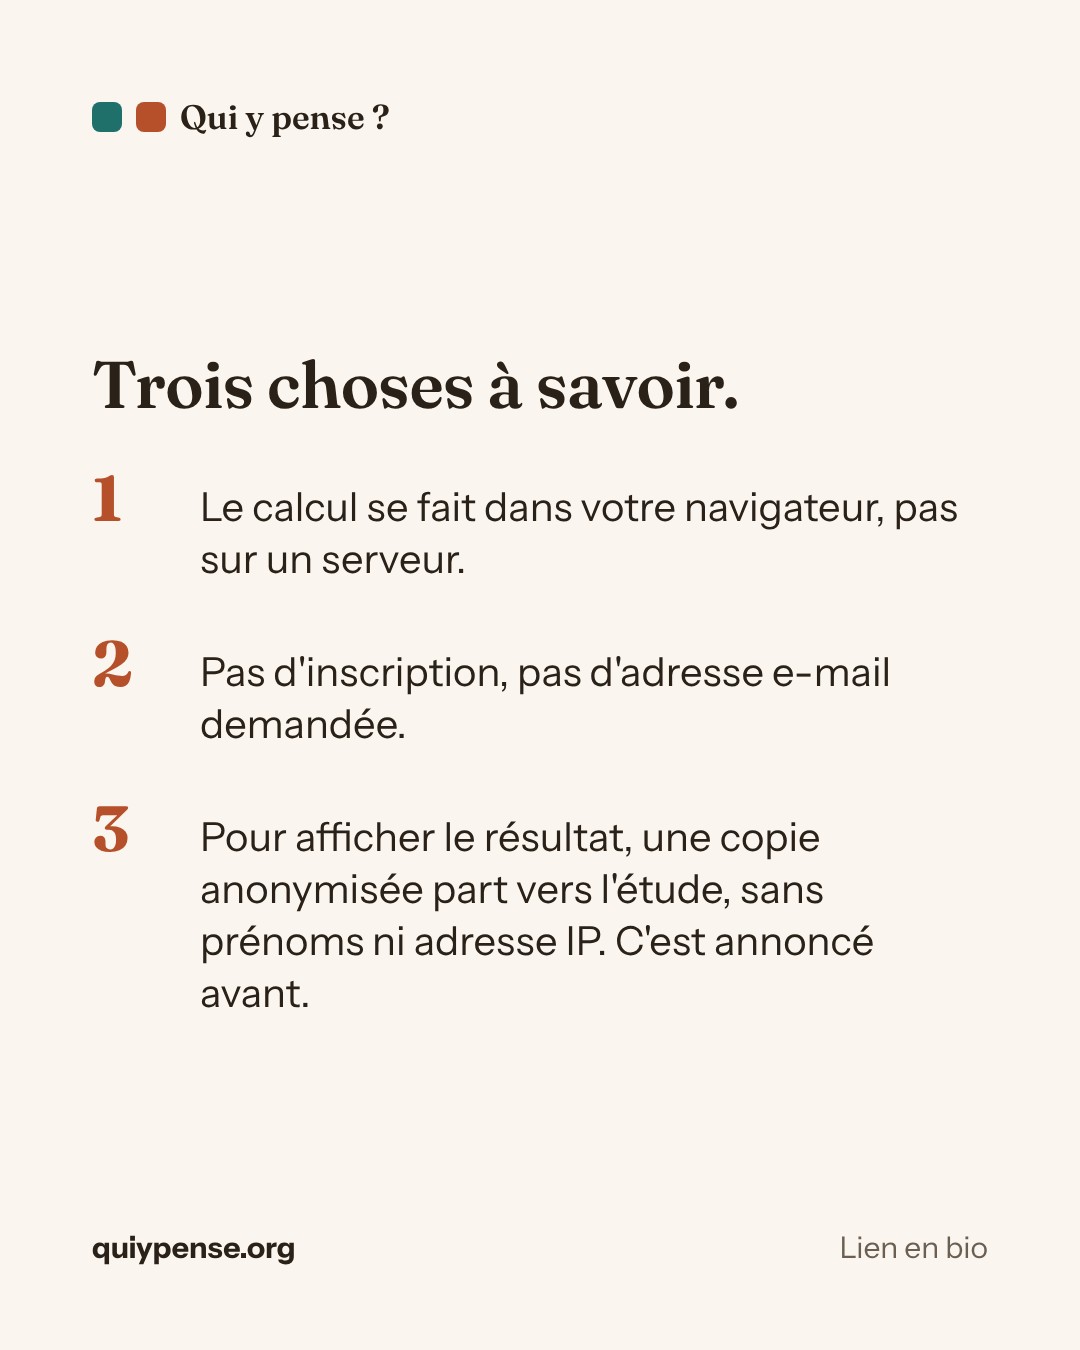 Qui y pense ?
Trois choses à savoir.
1
Le calcul se fait dans votre navigateur, pas
sur un serveur.
2
Pas d'inscription, pas d'adresse e-mail
demandée.
3
Pour afficher le résultat, une copie
anonymisée part vers l'étude, sans
prénoms ni adresse IP. C'est annoncé
avant.
quiypense.org
Lien en bio